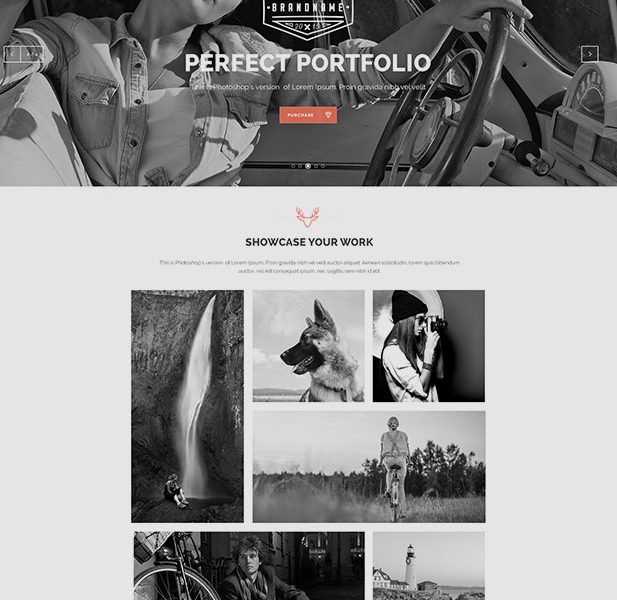 BRANDNAME
20 15
PERFECT PORTFOLIO
This is Photoshop's version of Lorem Ipsum. Proin gravida nibh vel velit
PURCHASE
SHOWCASE YOUR WORK
This is Photoshop's version of Lorem Ipsum. Proin gravida nibh vel velit auctor aliquet. Aenean sollicitudin, lorem quis bibendum
auctor, nisi elit consequat ipsum, nec sagittis sem nibh id elit.